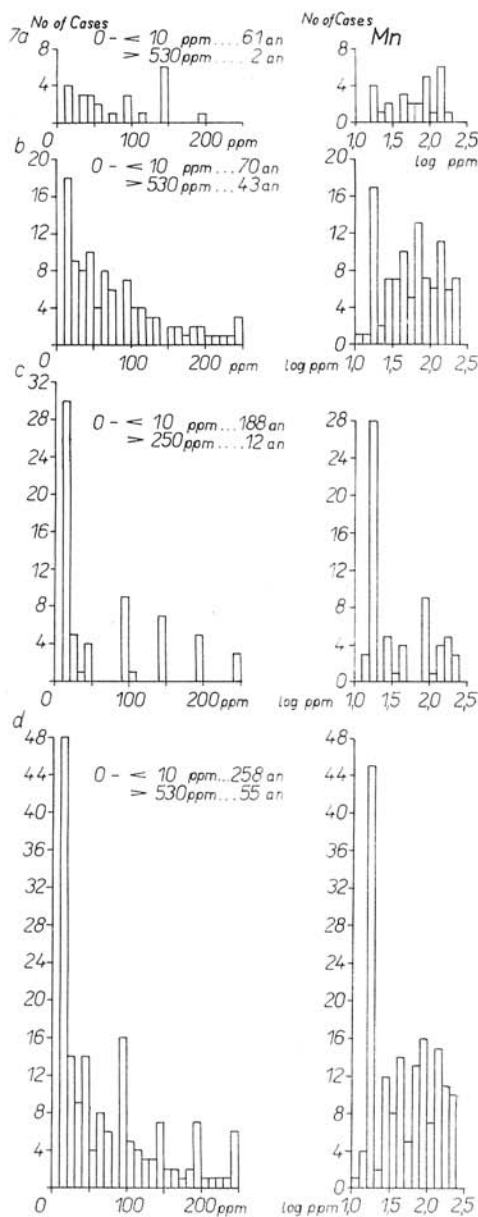 7a No of Cases
0 - < 10 ppm....61 an
> 530 ppm.... 2 an
8
4
0 100 200 ppm
No of Cases
Mn
8
4
0
1,0 1,5 2,0 2,5
log ppm
b
0 - < 10 ppm...70 an
> 530 ppm...43 an
20
16
12
8
4
0 100 200 ppm
20
16
12
8
4
0
log ppm 1,0 1,5 2,0 2,5
c
0 - < 10 ppm...188 an
> 250 ppm....12 an
32
28
24
20
16
12
8
4
0 100 200 ppm
28
24
20
16
12
8
4
0
log ppm 1,0 1,5 2,0 2,5
d
0 - < 10 ppm...258 an
> 530 ppm... 55 an
48
44
40
36
32
28
24
20
16
12
8
4
0 100 200 ppm
48
44
40
36
32
28
24
20
16
12
8
4
0
log ppm 1,0 1,5 2,0 2,5